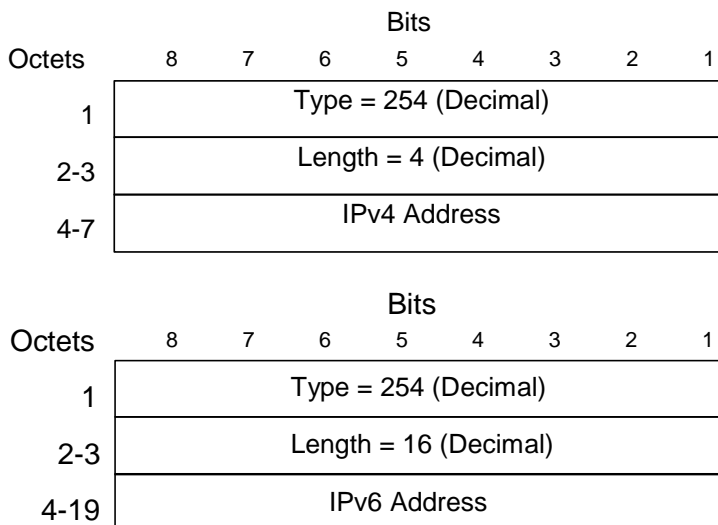 Bits
Octets 8 7 6 5 4 3 2 1
1 Type = 254 (Decimal)
2-3 Length = 4 (Decimal)
4-7 IPv4 Address
Bits
Octets 8 7 6 5 4 3 2 1
1 Type = 254 (Decimal)
2-3 Length = 16 (Decimal)
4-19 IPv6 Address